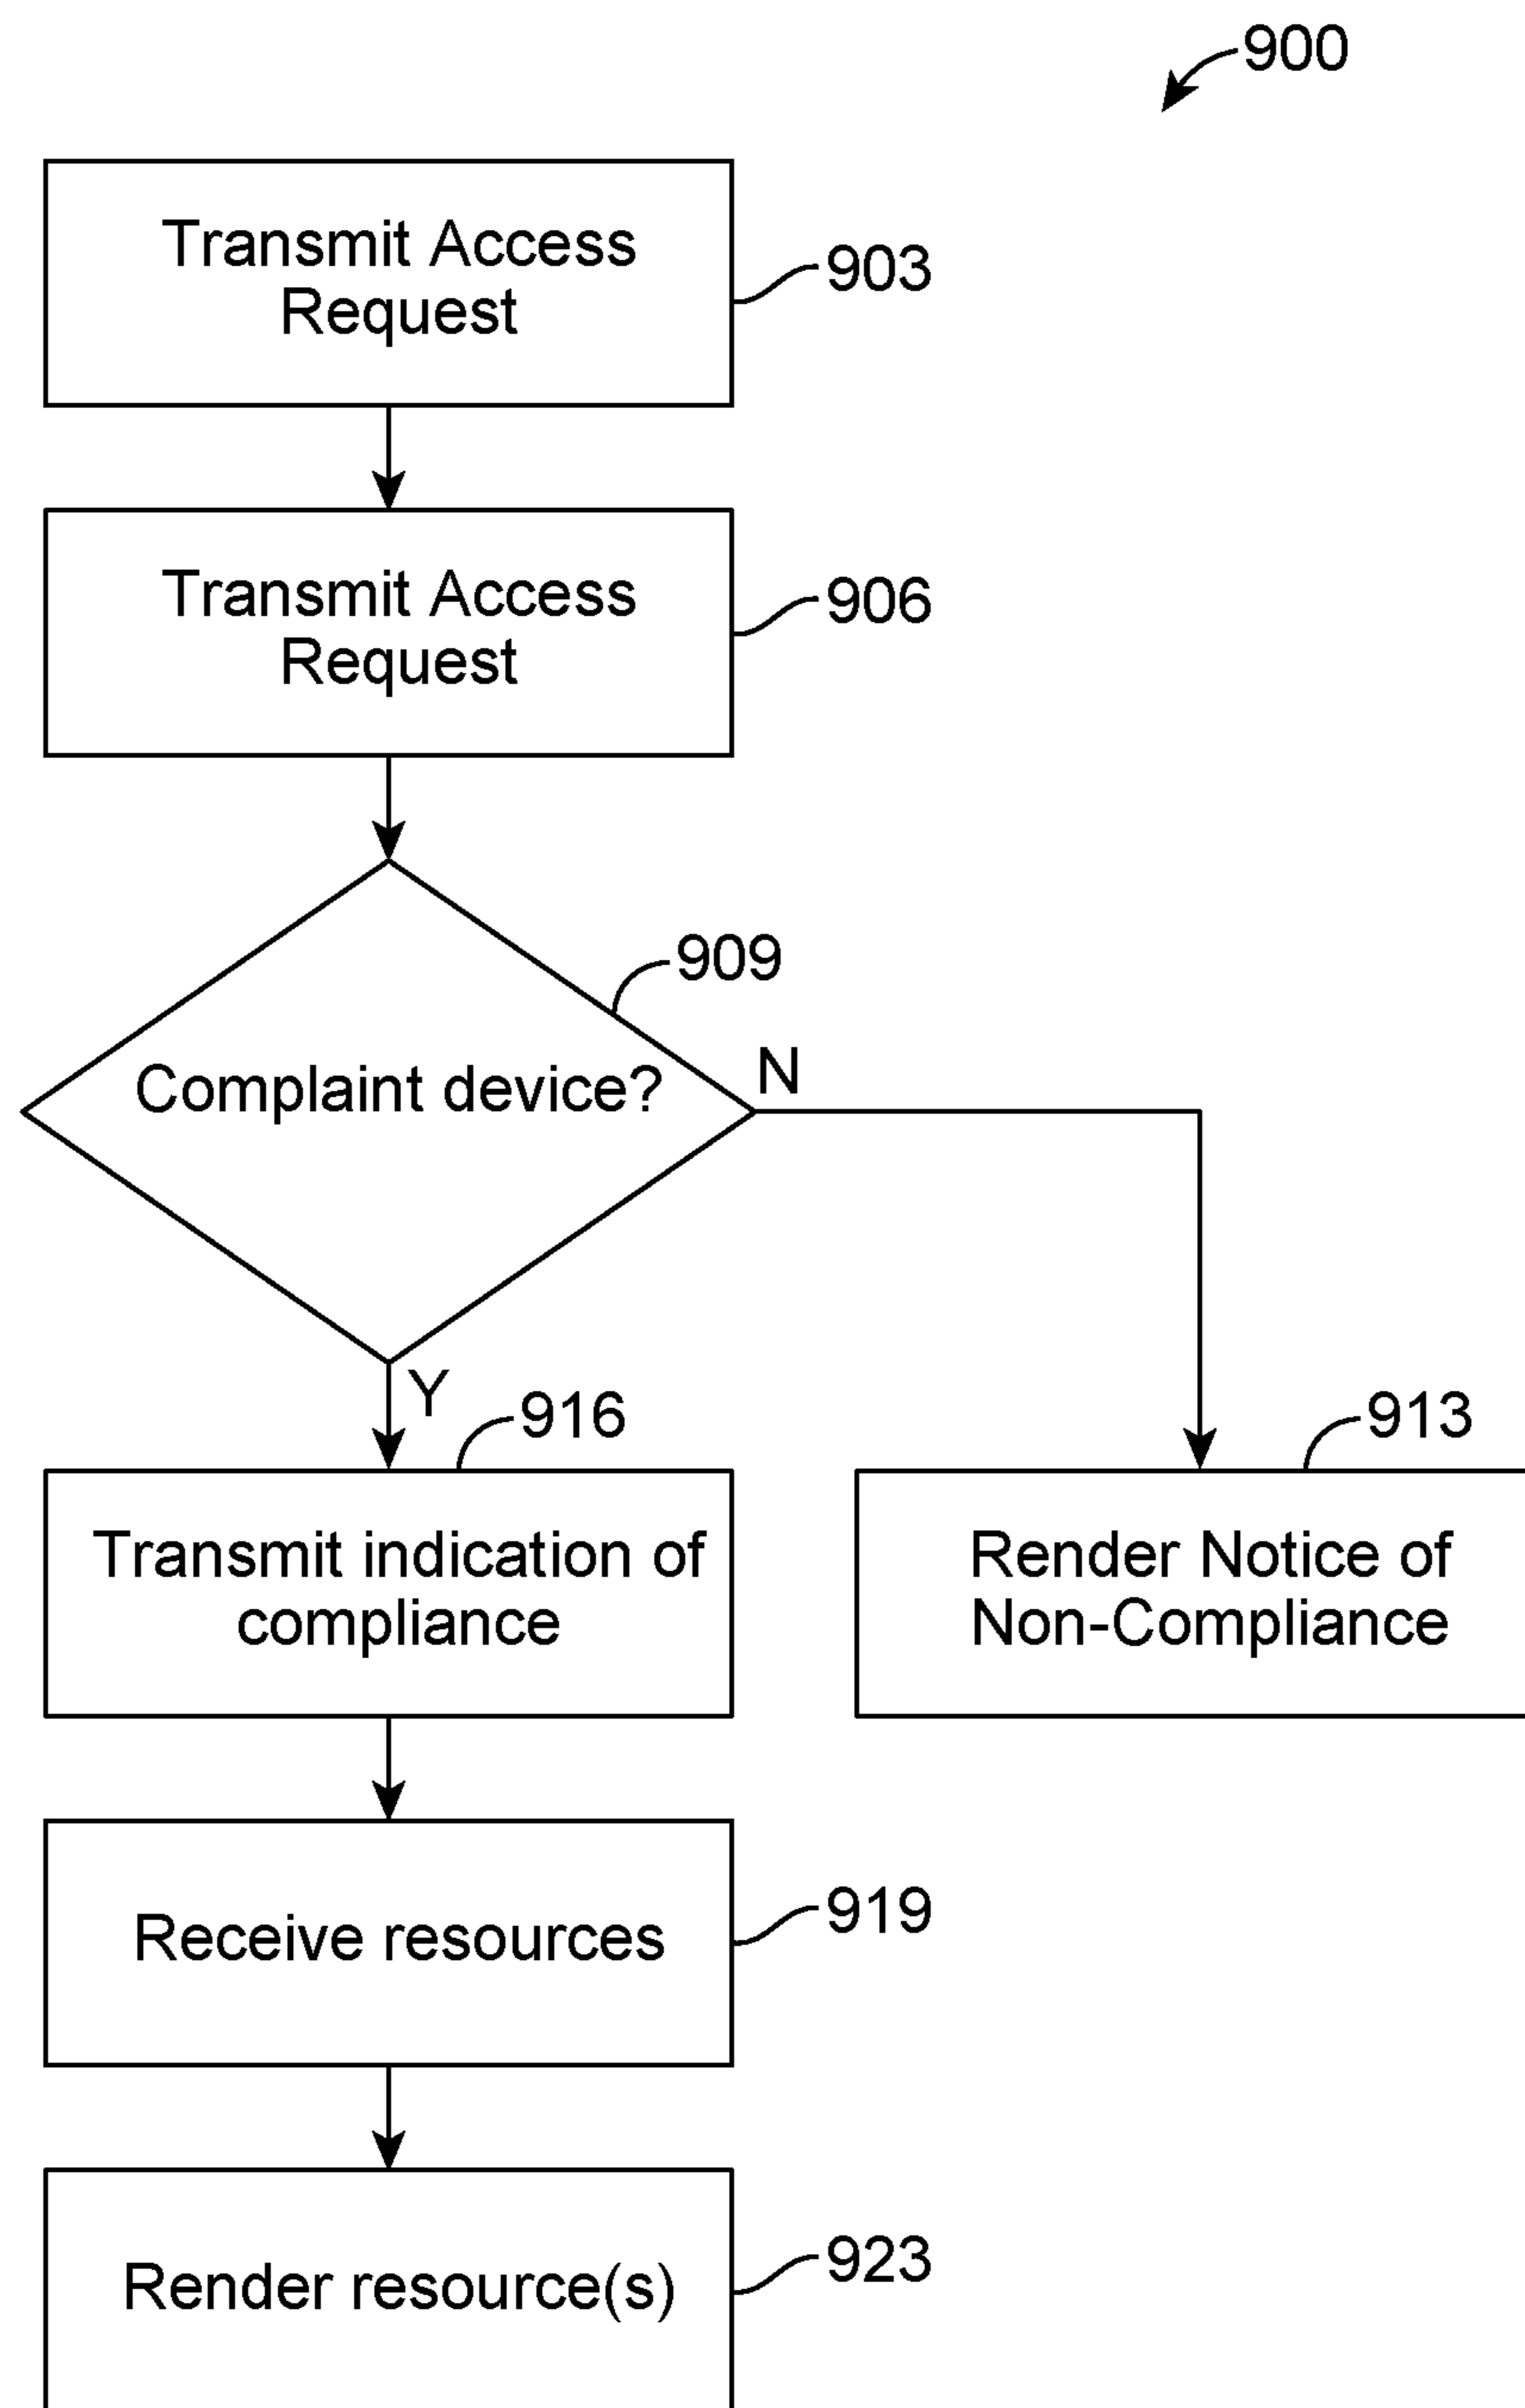 900
Transmit Access
Request
903
Transmit Access
Request
906
909
Complaint device?
N
Y
916
913
Transmit indication of
compliance
Render Notice of
Non-Compliance
Receive resources
919
Render resource(s)
923